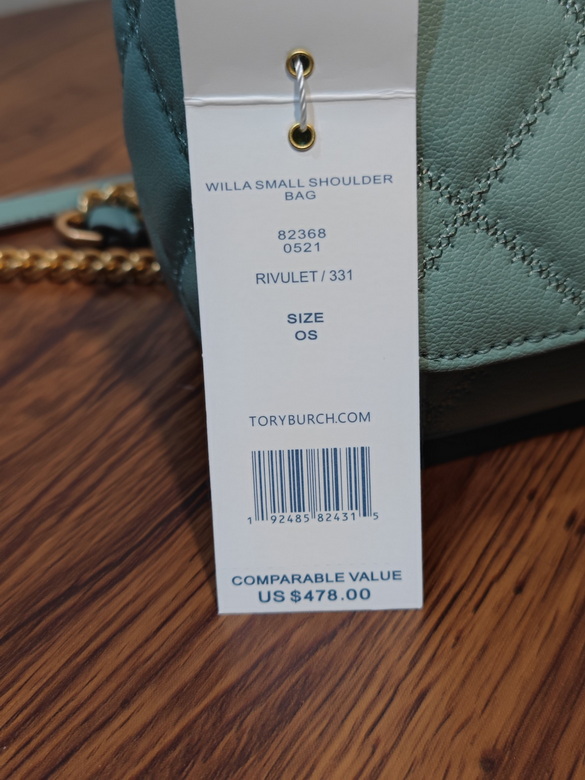 WILLA SMALL SHOULDER
BAG
82368
0521
RIVULET / 331
SIZE
OS
TORYBURCH.COM
1 92485 82431 5
COMPARABLE VALUE
US $478.00